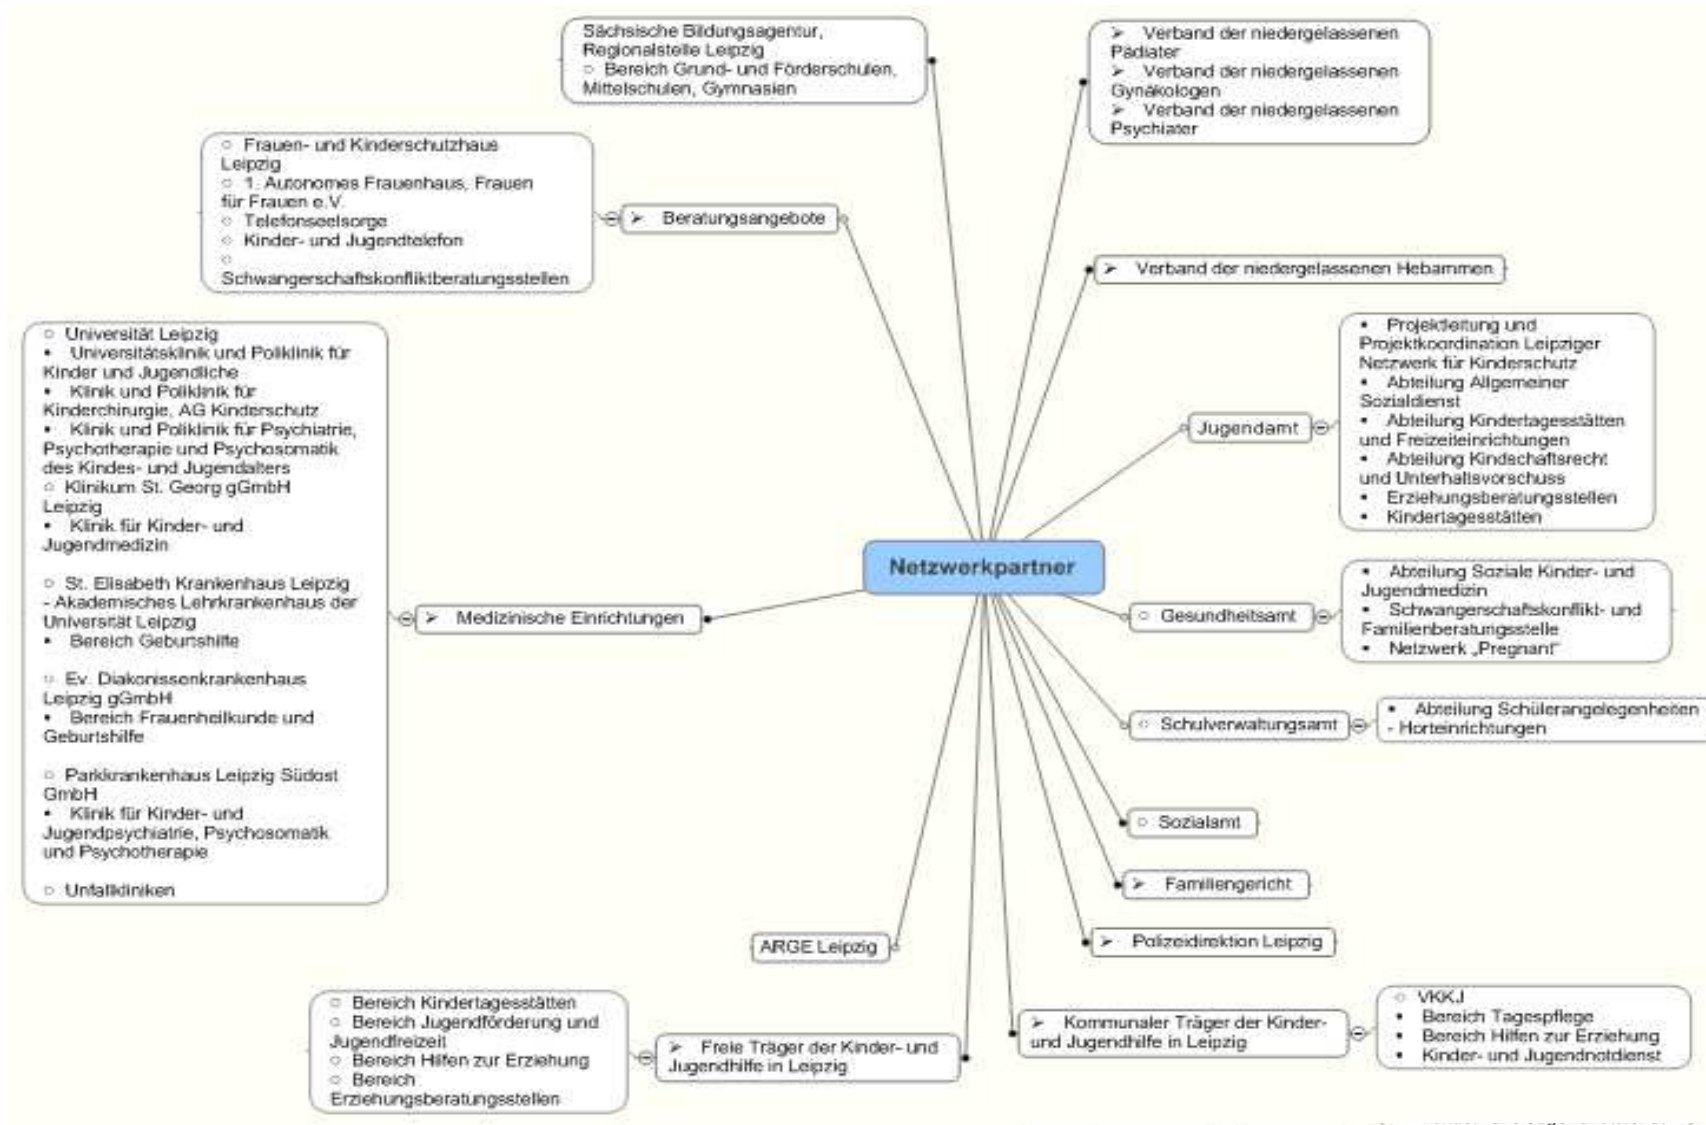 Sächsische Bildungsagentur,
Regionalstelle Leipzig
○ Bereich Grund- und Förderschulen,
Mittelschulen, Gymnasien
➢ Verband der niedergelassenen
Pädiater
➢ Verband der niedergelassenen
Gynäkologen
➢ Verband der niedergelassenen
Psychiater
○ Frauen- und Kinderschutzhaus
Leipzig
○ 1. Autonomes Frauenhaus, Frauen
für Frauen e.V.
○ Telefonseelsorge
○ Kinder- und Jugendtelefon
○
Schwangerschaftskonfliktberatungsstellen
➢ Beratungsangebote
➢ Verband der niedergelassenen Hebammen
○ Universität Leipzig
▪ Universitätsklinik und Poliklinik für
Kinder und Jugendliche
▪ Klinik und Poliklinik für
Kinderchirurgie, AG Kinderschutz
▪ Klinik und Poliklinik für Psychiatrie,
Psychotherapie und Psychosomatik
des Kindes- und Jugendalters
○ Klinikum St. Georg gGmbH
Leipzig
▪ Klinik für Kinder- und
Jugendmedizin
○ St. Elisabeth Krankenhaus Leipzig
- Akademisches Lehrkrankenhaus der
Universität Leipzig
▪ Bereich Geburtshilfe
○ Ev. Diakonissenkrankenhaus
Leipzig gGmbH
▪ Bereich Frauenheilkunde und
Geburtshilfe
○ Parkkrankenhaus Leipzig Südost
GmbH
▪ Klinik für Kinder- und
Jugendpsychiatrie, Psychosomatik
und Psychotherapie
○ Unfallkliniken
➢ Medizinische Einrichtungen
Netzwerkpartner
Jugendamt
▪ Projektleitung und
Projektkoordination Leipziger
Netzwerk für Kinderschutz
▪ Abteilung Allgemeiner
Sozialdienst
▪ Abteilung Kindertagesstätten
und Freizeiteinrichtungen
▪ Abteilung Kindschaftsrecht
und Unterhaltsvorschuss
▪ Erziehungsberatungsstellen
▪ Kindertagesstätten
○ Gesundheitsamt
▪ Abteilung Soziale Kinder- und
Jugendmedizin
▪ Schwangerschaftskonflikt- und
Familienberatungsstelle
▪ Netzwerk „Pregnant“
○ Schulverwaltungsamt
▪ Abteilung Schülerangelegenheiten
- Horteinrichtungen
○ Sozialamt
➢ Familiengericht
➢ Polizeidirektion Leipzig
ARGE Leipzig
○ Bereich Kindertagesstätten
○ Bereich Jugendförderung und
Jugendfreizeit
○ Bereich Hilfen zur Erziehung
○ Bereich
Erziehungsberatungsstellen
➢ Freie Träger der Kinder- und
Jugendhilfe in Leipzig
➢ Kommunaler Träger der Kinder-
und Jugendhilfe in Leipzig
○ VKKJ
▪ Bereich Tagespflege
▪ Bereich Hilfen zur Erziehung
▪ Kinder- und Jugendnotdienst